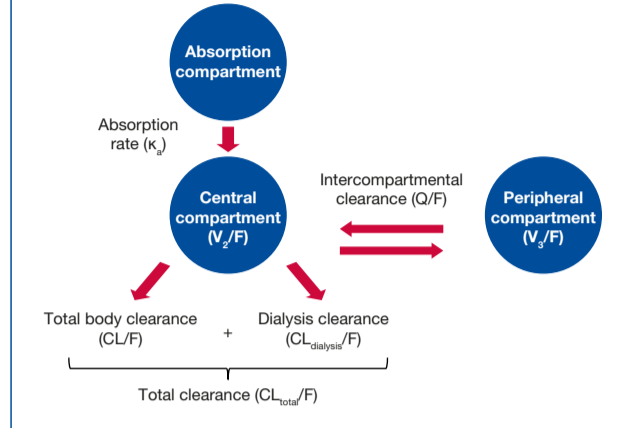 Absorption
compartment
Absorption
rate (κa)
Central
compartment
(V2/F)
Intercompartmental
clearance (Q/F)
Peripheral
compartment
(V3/F)
Total body clearance
(CL/F)
+
Dialysis clearance
(CLdialysis/F)
Total clearance (CLtotal/F)